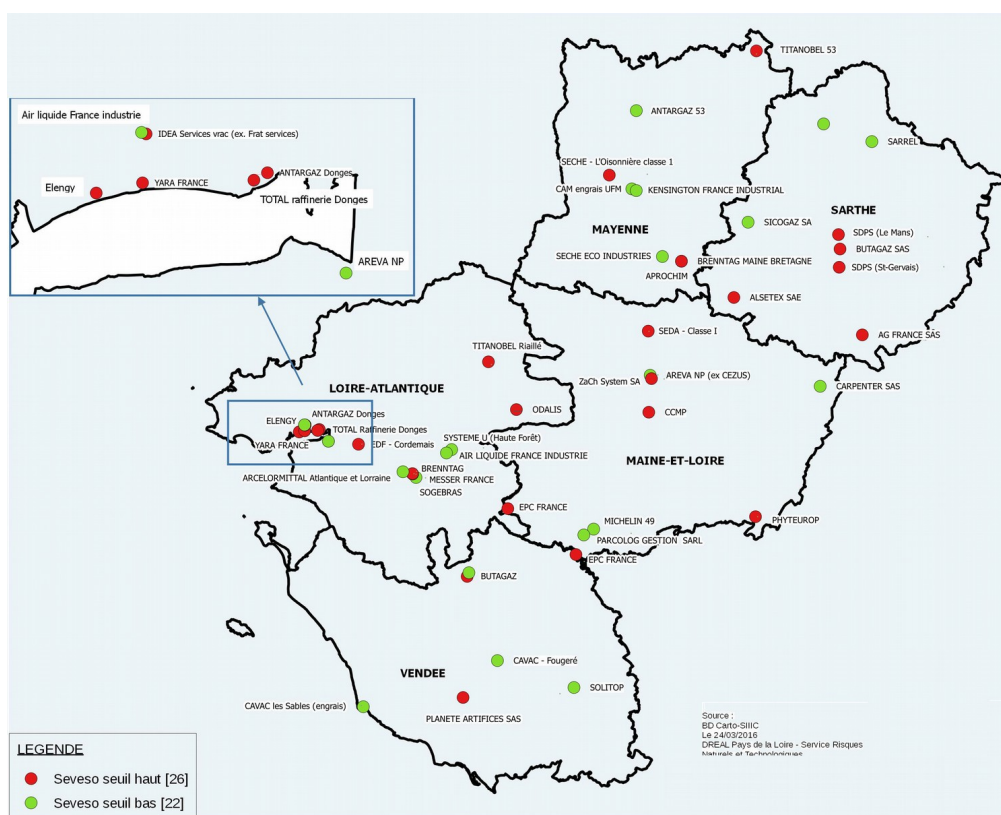 TITANOBEL 53
Air liquide France industrie
IDEA Services vrac (ex. Frat services)
ANTARGAZ Donges
YARA FRANCE
Elengy
TOTAL raffinerie Donges
AREVA NP
ANTARGAZ 53
SARREL
SECHE - L'Oisonnière classe 1
CAM engrais UFM
KENSINGTON FRANCE INDUSTRIAL
SARTHE
SICOGAZ SA
MAYENNE
SDPS (Le Mans)
BUTAGAZ SAS
SECHE ECO INDUSTRIES
BRENNTAG MAINE BRETAGNE
SDPS (St-Gervais)
APROCHIM
ALSETEX SAE
SEDA - Classe I
AG FRANCE SAS
TITANOBEL Riaillé
LOIRE-ATLANTIQUE
AREVA NP (ex CEZUS)
ZaCh System SA
CARPENTER SAS
ANTARGAZ Donges
ODALIS
CCMP
ELENGY
TOTAL Raffinerie Donges
YARA FRANCE
EDF - Cordemais
SYSTEME U (Haute Forêt)
AIR LIQUIDE FRANCE INDUSTRIE
MAINE-ET-LOIRE
BRENNTAG
ARCELORMITTAL Atlantique et Lorraine
MESSER FRANCE
SOGEBRAS
EPC FRANCE
PHYTEUROP
MICHELIN 49
PARCOLOG GESTION SARL
EPC FRANCE
BUTAGAZ
CAVAC - Fougeré
VENDEE
SOLITOP
CAVAC les Sables (engrais)
PLANETE ARTIFICES SAS
Source :
BD Carto-SIIIC
Le 24/03/2016
DREAL Pays de la Loire - Service Risques
Naturels et Technologiques
LEGENDE
Seveso seuil haut [26]
Seveso seuil bas [22]